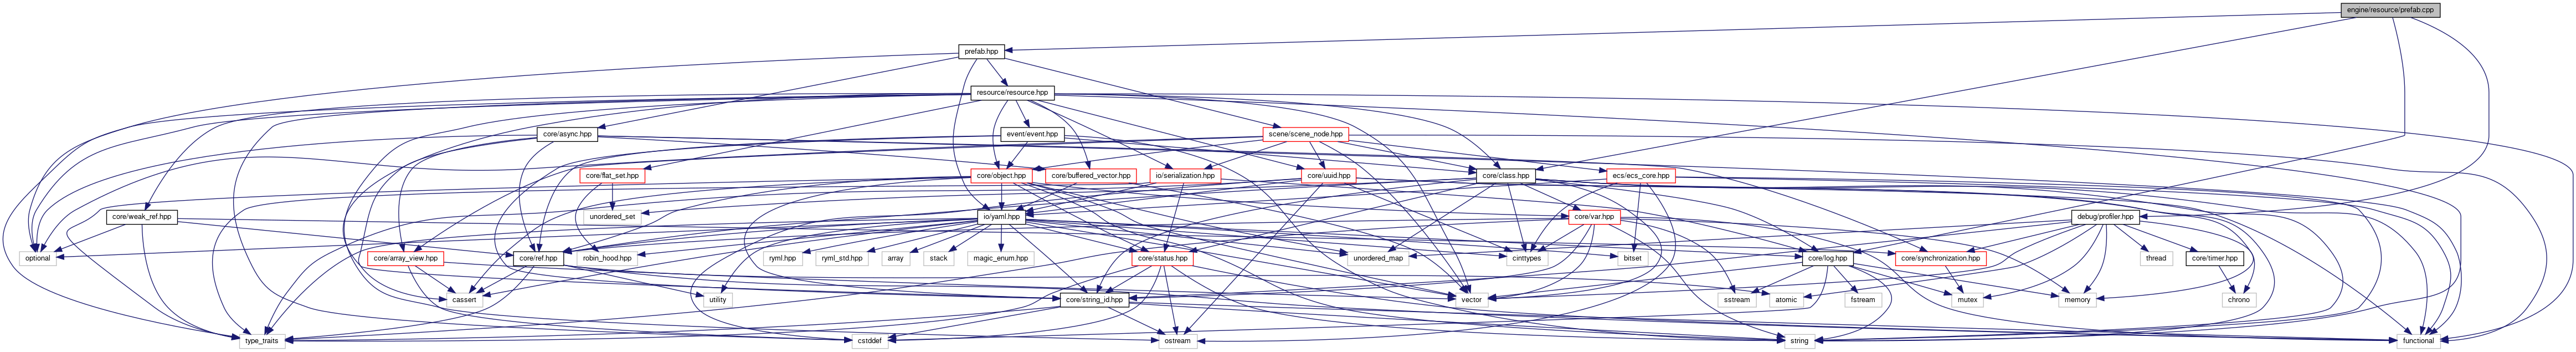 engine/resource/prefab.cpp
prefab.hpp
resource/resource.hpp
core/async.hpp
event/event.hpp
scene/scene_node.hpp
core/flat_set.hpp
core/object.hpp
core/buffered_vector.hpp
io/serialization.hpp
core/uuid.hpp
core/class.hpp
ecs/ecs_core.hpp
core/weak_ref.hpp
unordered_set
io/yaml.hpp
core/var.hpp
debug/profiler.hpp
optional
core/array_view.hpp
core/ref.hpp
robin_hood.hpp
ryml.hpp
ryml_std.hpp
array
stack
magic_enum.hpp
core/status.hpp
unordered_map
cinttypes
bitset
core/log.hpp
core/synchronization.hpp
thread
core/timer.hpp
cassert
utility
core/string_id.hpp
vector
sstream
atomic
fstream
mutex
memory
chrono
type_traits
cstddef
ostream
string
functional